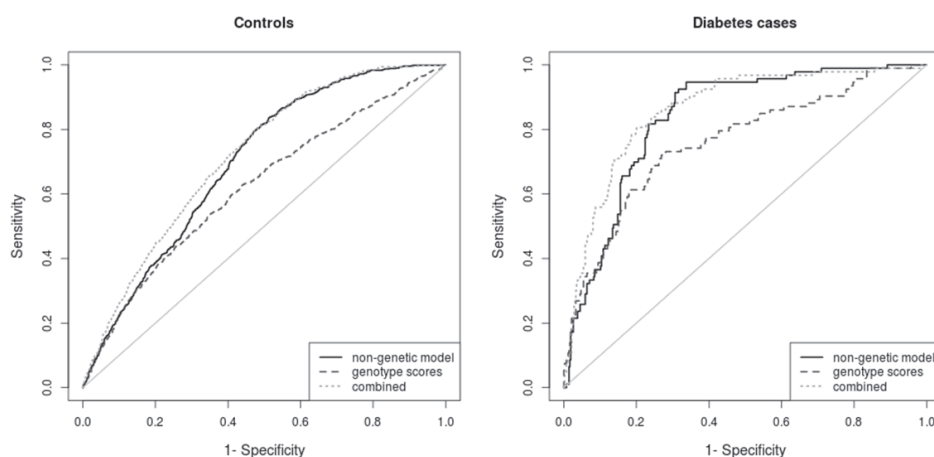 Controls
Sensitivity
1.0
0.8
0.6
0.4
0.2
0.0
non-genetic model
genotype scores
combined
0.0 0.2 0.4 0.6 0.8 1.0
1- Specificity
Diabetes cases
Sensitivity
1.0
0.8
0.6
0.4
0.2
0.0
non-genetic model
genotype scores
combined
0.0 0.2 0.4 0.6 0.8 1.0
1- Specificity